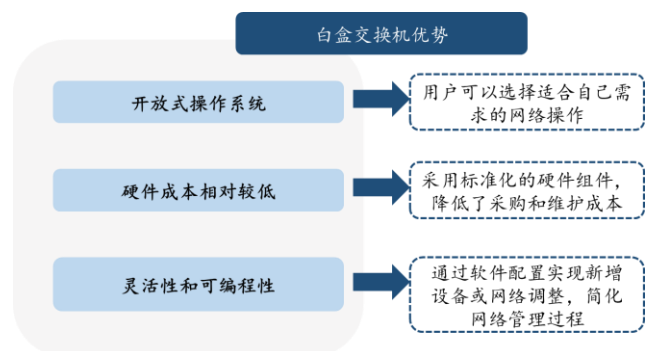 白盒交换机优势
开放式操作系统
用户可以选择适合自己需
求的网络操作
硬件成本相对较低
采用标准化的硬件组件，
降低了采购和维护成本
灵活性和可编程性
通过软件配置实现新增
设备或网络调整，简化
网络管理过程